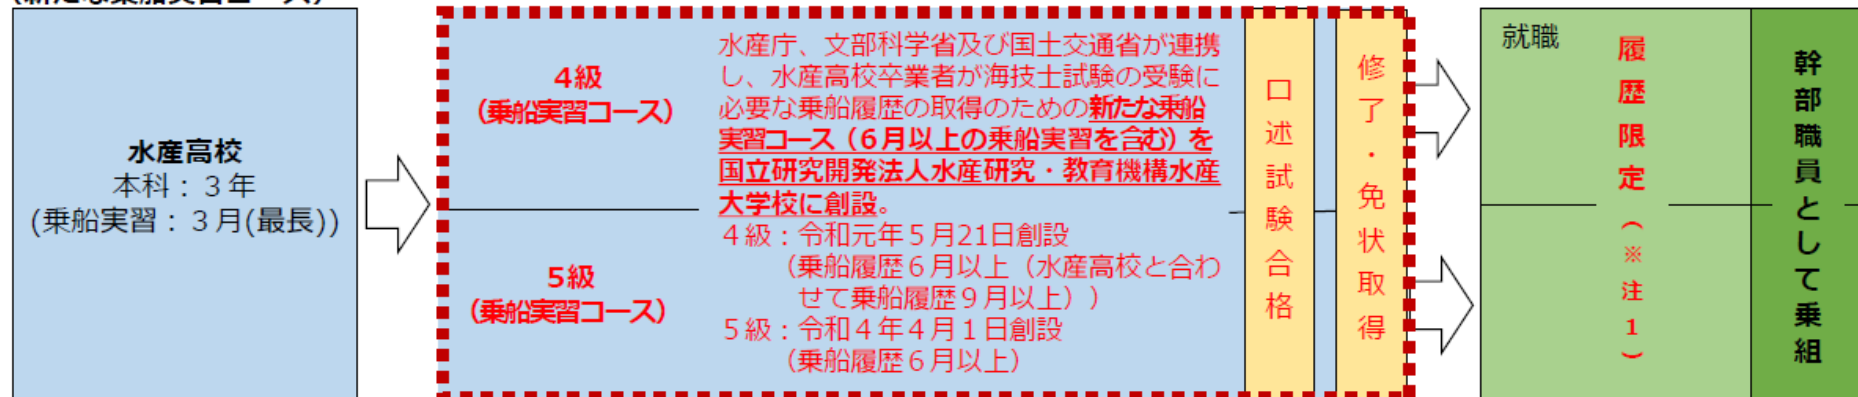 （新たな乗船実習コース）
水産高校
本科：３年
(乗船実習：３月(最長))
4級
（乗船実習コース）
5級
（乗船実習コース）
水産庁、文部科学省及び国土交通省が連携
し、水産高校卒業者が海技士試験の受験に
必要な乗船履歴の取得のための新たな乗船
実習コース（６月以上の乗船実習を含む）を
国立研究開発法人水産研究・教育機構水産
大学校に創設。
４級：令和元年５月21日創設
（乗船履歴６月以上（水産高校と合わ
せて乗船履歴９月以上））
５級：令和４年４月１日創設
（乗船履歴６月以上）
口述試験合格
修了・免状取得
就職
履歴限定（※注1）
幹部職員として乗組